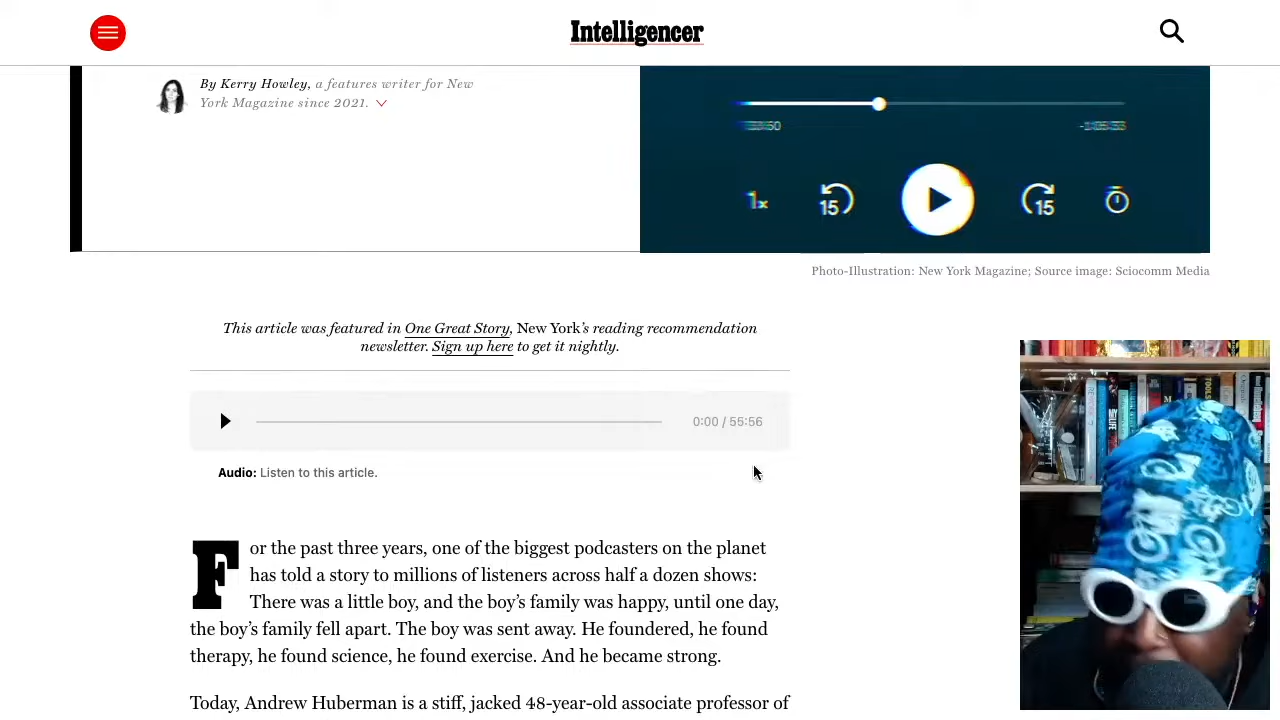 Intelligencer
By Kerry Howley, a features writer for New
York Magazine since 2021.
1x
15
15
Photo-Illustration: New York Magazine; Source image: Sciocomm Media
This article was featured in One Great Story, New York's reading recommendation
newsletter. Sign up here to get it nightly.
0:00 / 55:56
Audio: Listen to this article.
For the past three years, one of the biggest podcasters on the planet
has told a story to millions of listeners across half a dozen shows:
There was a little boy, and the boy's family was happy, until one day,
the boy's family fell apart. The boy was sent away. He foundered, he found
therapy, he found science, he found exercise. And he became strong.
Today, Andrew Huberman is a stiff, jacked 48-year-old associate professor of